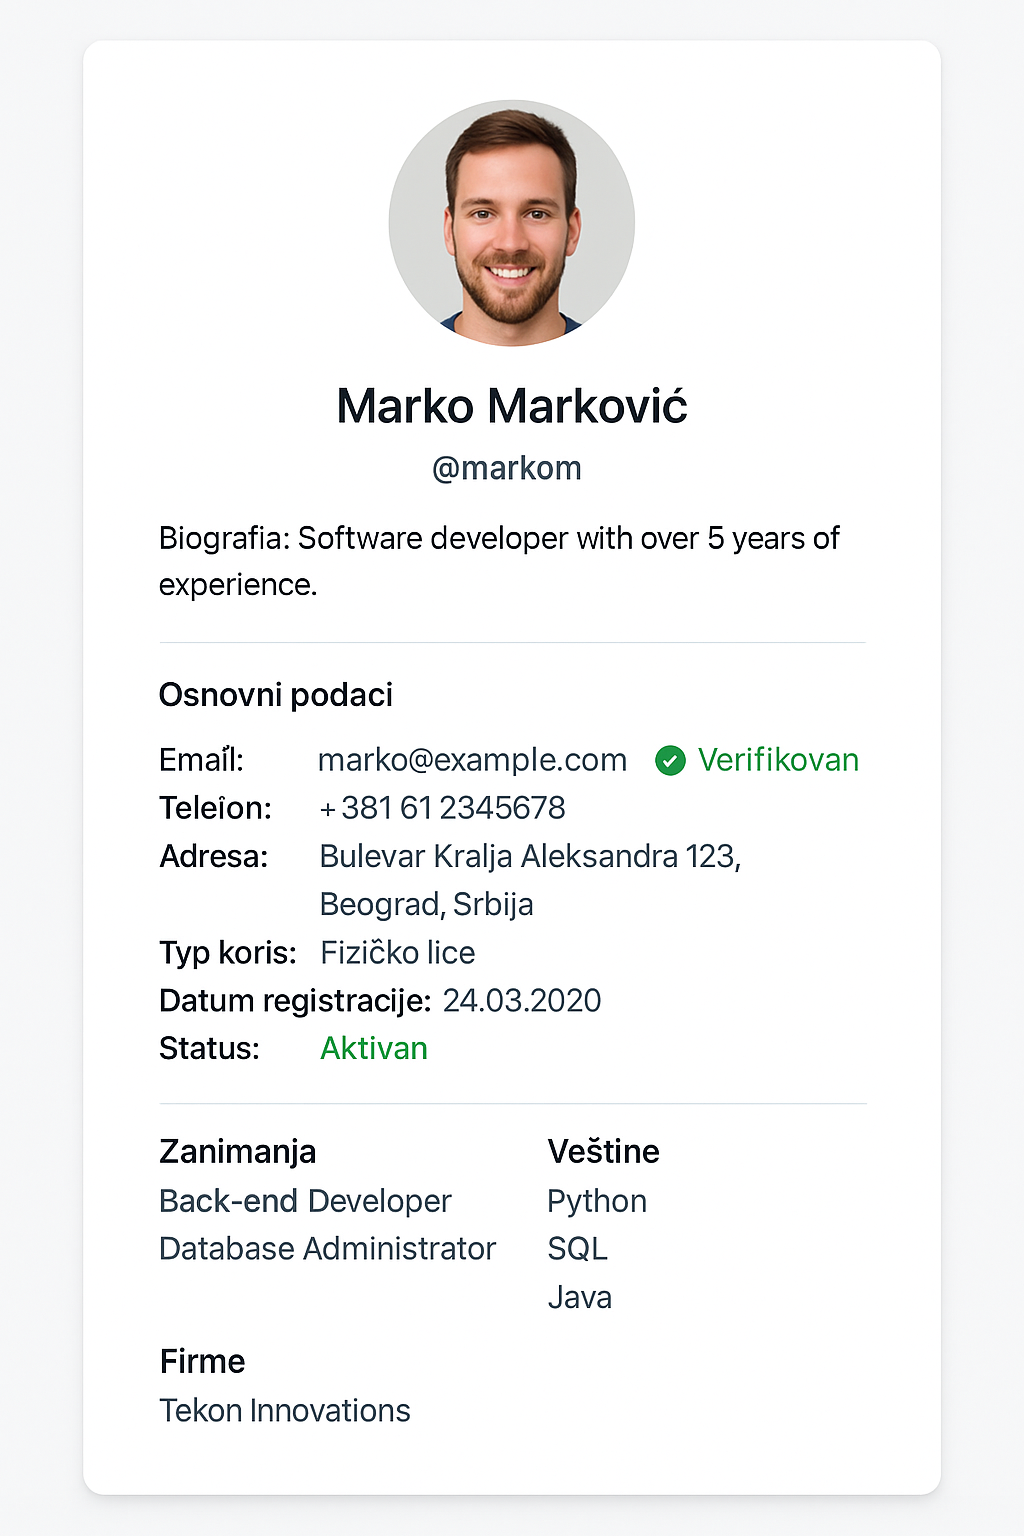 Marko Marković
@markom
Biografia: Software developer with over 5 years of
experience.
Osnovni podaci
Email: marko@example.com Verifikovan
Teleîon: +381 61 2345678
Adresa: Bulevar Kralja Aleksandra 123,
Beograd, Srbija
Typ koris: Fizičko lice
Datum registracije: 24.03.2020
Status: Aktivan
Zanimanja Veštine
Back-end Developer Python
Database Administrator SQL
Java
Firme
Tekon Innovations